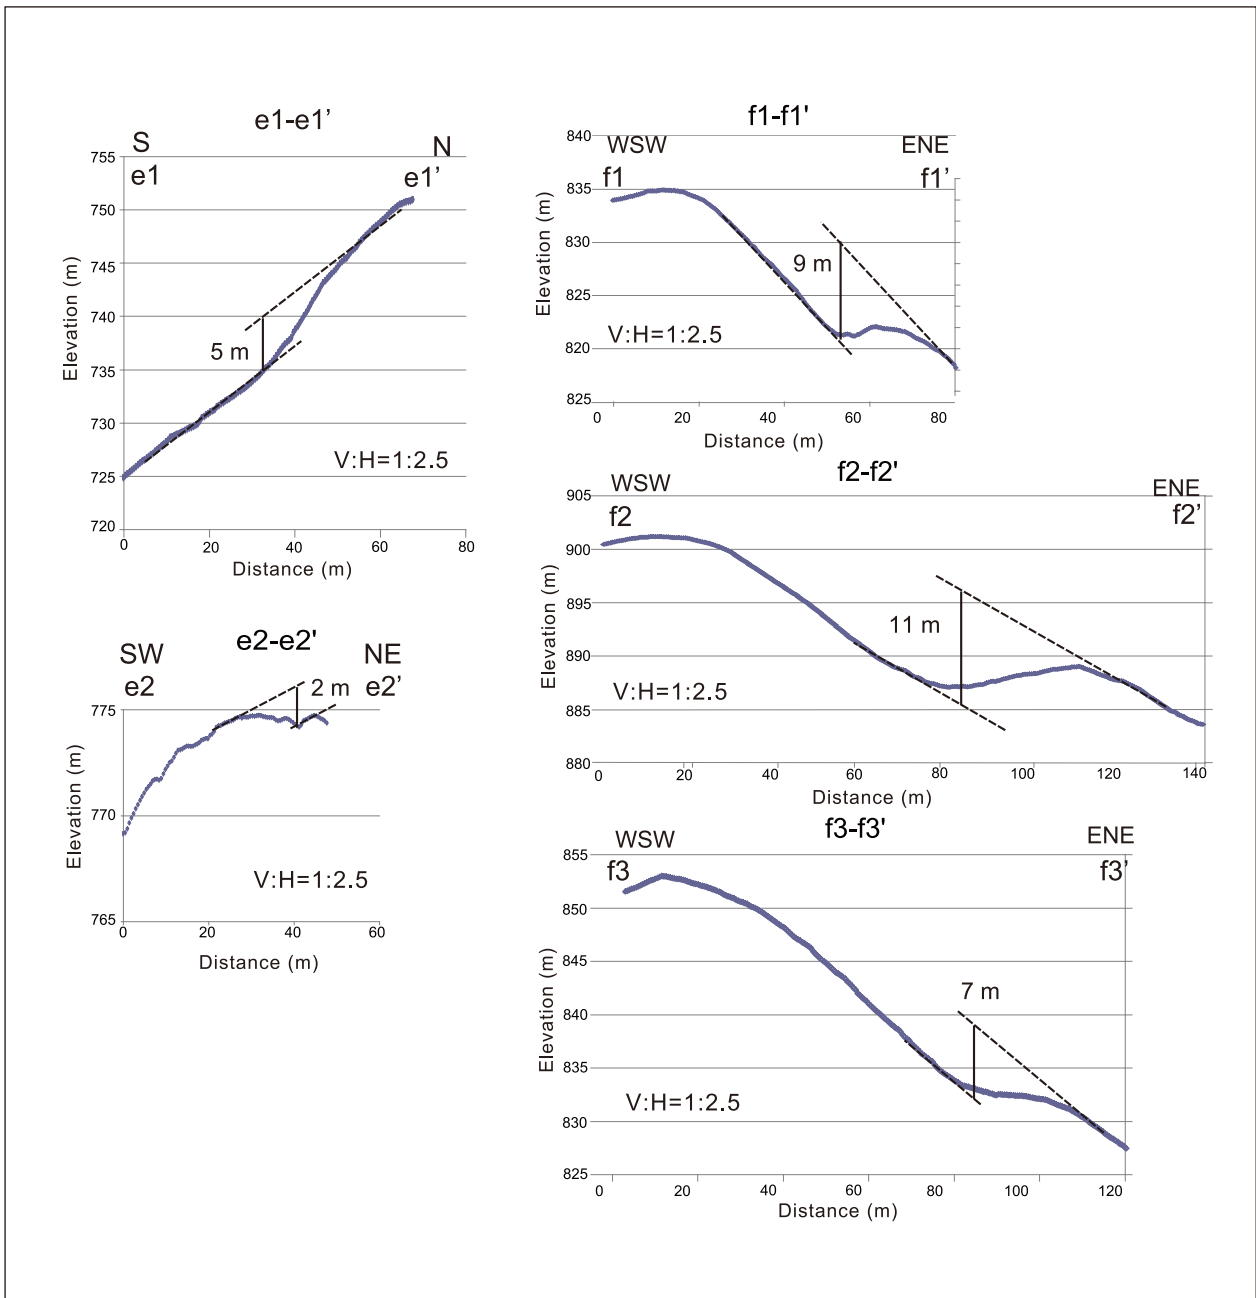 e1-e1’
S
N
e1
e1’
755
750
745
740
735
730
725
720
5 m
V:H=1:2.5
0
20
40
60
80
Distance (m)
Elevation (m)
f1-f1'
WSW
ENE
f1
f1’
840
835
830
825
820
825
9 m
V:H=1:2.5
0
20
40
60
80
Distance (m)
Elevation (m)
f2-f2'
WSW
ENE
f2
f2’
905
900
895
890
885
880
11 m
V:H=1:2.5
0
20
40
60
80
100
120
140
Distance (m)
Elevation (m)
e2-e2'
SW
NE
e2
e2’
775
770
765
2 m
V:H=1:2.5
0
20
40
60
Distance (m)
Elevation (m)
f3-f3'
WSW
ENE
f3
f3’
855
850
845
840
835
830
825
7 m
V:H=1:2.5
0
20
40
60
80
100
120
Distance (m)
Elevation (m)